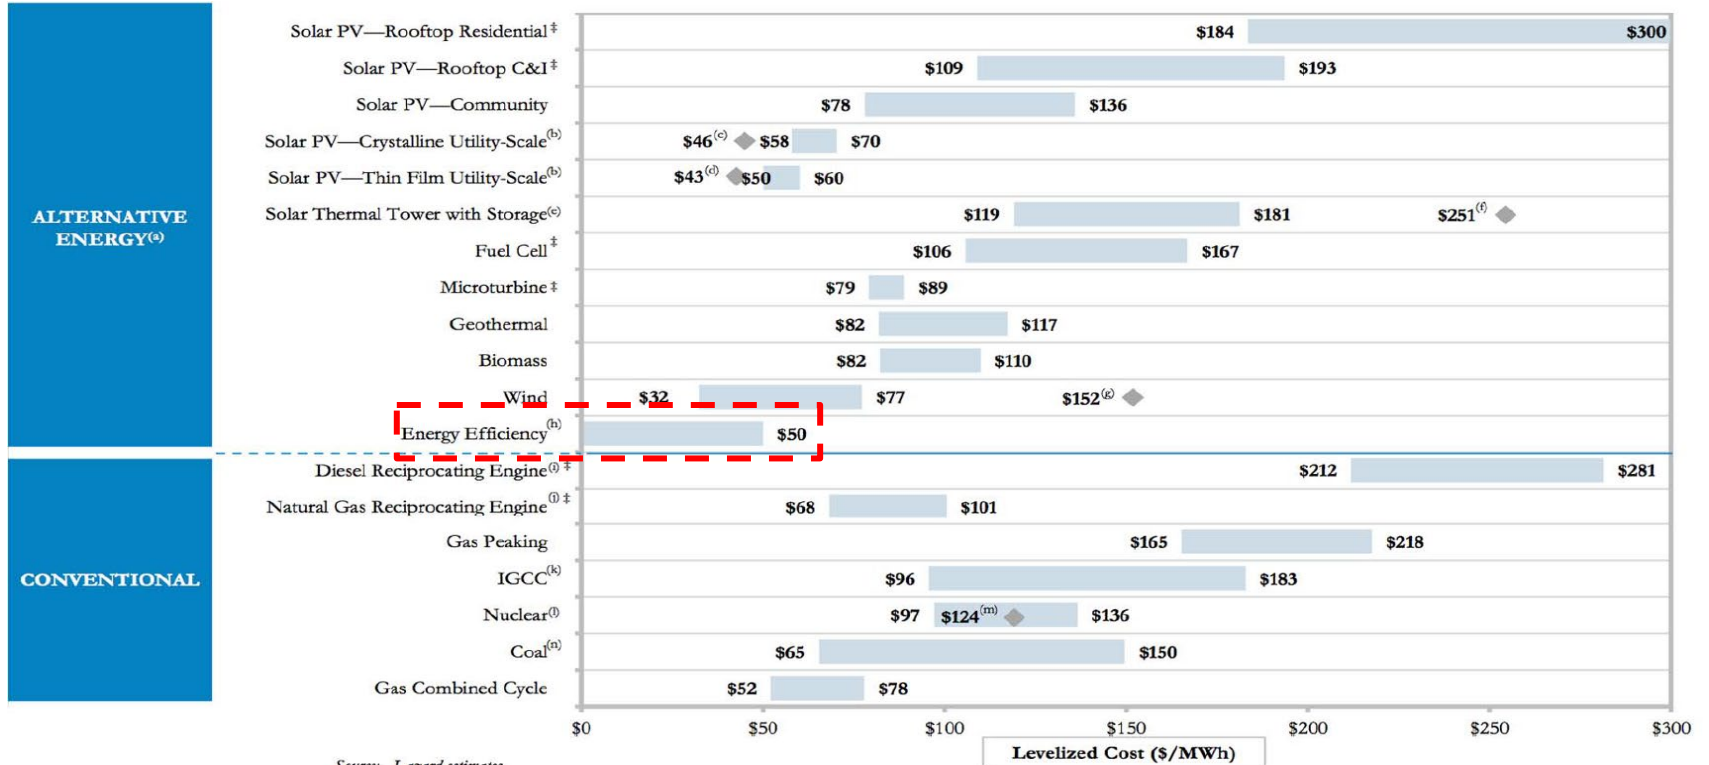 Solar PV—Rooftop Residential ‡ $184 $300
Solar PV—Rooftop C&I ‡ $109 $193
Solar PV—Community $78 $136
Solar PV—Crystalline Utility-Scale(b) $46(c) $58 $70
Solar PV—Thin Film Utility-Scale(b) $43(d) $50 $60
ALTERNATIVE
ENERGY(a)
Solar Thermal Tower with Storage(e) $119 $181 $251(f)
Fuel Cell ‡ $106 $167
Microturbine ‡ $79 $89
Geothermal $82 $117
Biomass $82 $110
Wind $32 $77 $152(g)
Energy Efficiency(h) $50
Diesel Reciprocating Engine(i) ‡ $212 $281
Natural Gas Reciprocating Engine(j) ‡ $68 $101
Gas Peaking $165 $218
CONVENTIONAL
IGCC(k) $96 $183
Nuclear(l) $97 $124(m) $136
Coal(n) $65 $150
Gas Combined Cycle $52 $78
$0 $50 $100 $150 $200 $250 $300
Levelized Cost ($/MWh)